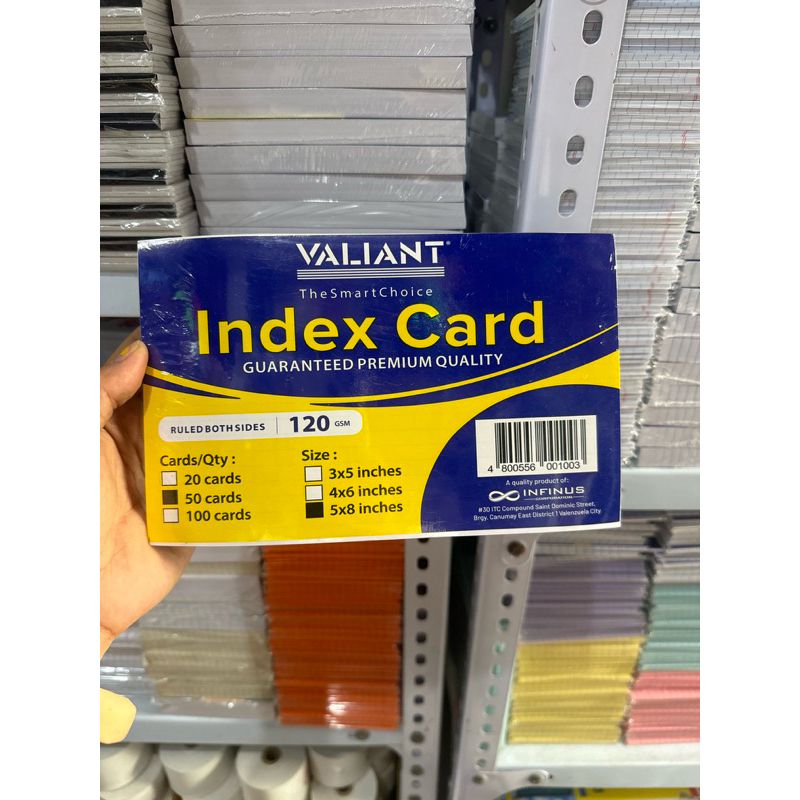 VALIANT®
TheSmartChoice
Index Card
GUARANTEED PREMIUM QUALITY
RULED BOTH SIDES | 120 GSM
Cards/Qty :
20 cards
50 cards
100 cards
Size :
3x5 inches
4x6 inches
5x8 inches
4 800556 001003
A quality product of:
INFINUS
CORPORATION
#30 ITC Compound Saint Dominic Street,
Brgy. Canumay East District 1 Valenzuela City